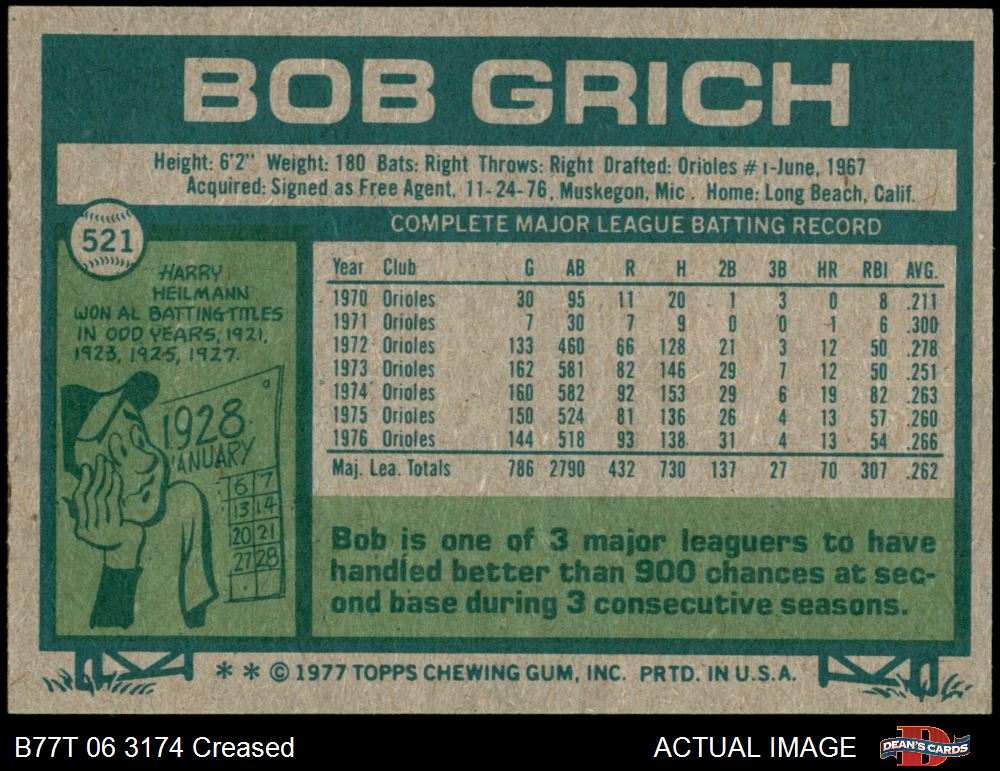 BOB GRICH
Height: 6'2" Weight: 180 Bats: Right Throws: Right Drafted: Orioles #1-June, 1967
Acquired: Signed as Free Agent, 11-24-76, Muskegon, Mic. Home: Long Beach, Calif.
521
HARRY
HEILMANN
WON AL BATTING TITLES
IN ODD YEARS, 1921,
1923, 1925, 1927.
1928
JANUARY
6 7
13 14
20 21
27 28
COMPLETE MAJOR LEAGUE BATTING RECORD
Year Club G AB R H 2B 3B HR RBI AVG.
1970 Orioles 30 95 11 20 1 3 0 8 .211
1971 Orioles 7 30 7 9 0 0 1 6 .300
1972 Orioles 133 460 66 128 21 3 12 50 .278
1973 Orioles 162 581 82 146 29 7 12 50 .251
1974 Orioles 160 582 92 153 29 6 19 82 .263
1975 Orioles 150 524 81 136 26 4 13 57 .260
1976 Orioles 144 518 93 138 31 4 13 54 .266
Maj. Lea. Totals 786 2790 432 730 137 27 70 307 .262
Bob is one of 3 major leaguers to have
handled better than 900 chances at sec-
ond base during 3 consecutive seasons.
** © 1977 TOPPS CHEWING GUM, INC. PRTD. IN U.S.A.
B77T 06 3174 Creased
ACTUAL IMAGE
D
DEAN'S CARDS